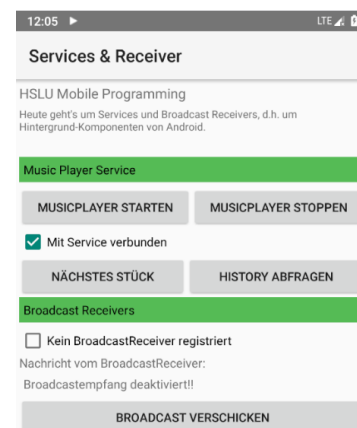 12:05 LTE
Services & Receiver
HSLU Mobile Programming
Heute geht's um Services und Broadcast Receivers, d.h. um
Hintergrund-Komponenten von Android.
Music Player Service
MUSICPLAYER STARTEN MUSICPLAYER STOPPEN
Mit Service verbunden
NÄCHSTES STÜCK HISTORY ABFRAGEN
Broadcast Receivers
Kein BroadcastReceiver registriert
Nachricht vom BroadcastReceiver:
Broadcastempfang deaktiviert!!
BROADCAST VERSCHICKEN